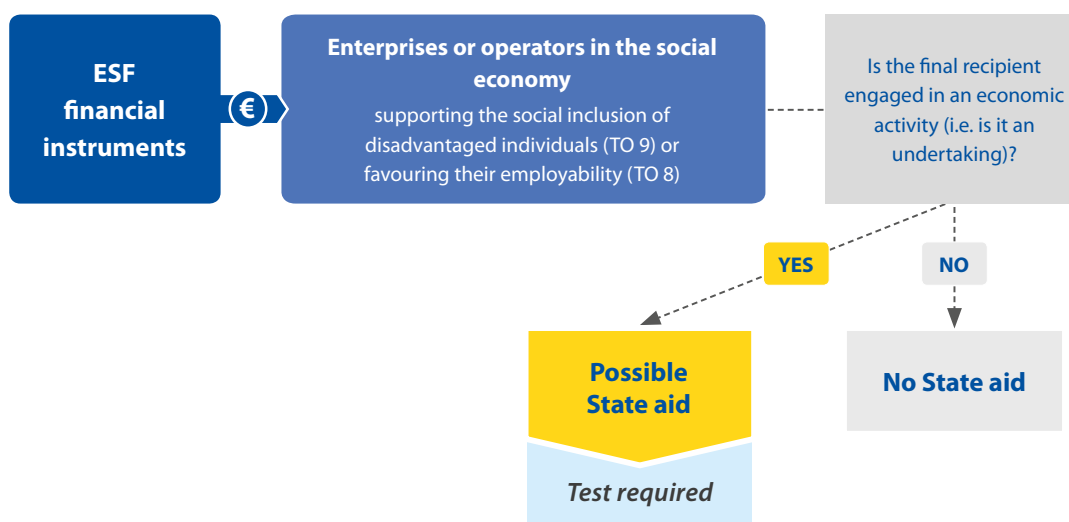 ESF
financial
instruments
€
Enterprises or operators in the social
economy
supporting the social inclusion of
disadvantaged individuals (TO 9) or
favouring their employability (TO 8)
Is the final recipient
engaged in an economic
activity (i.e. is it an
undertaking)?
YES
NO
Possible
State aid
No State aid
Test required